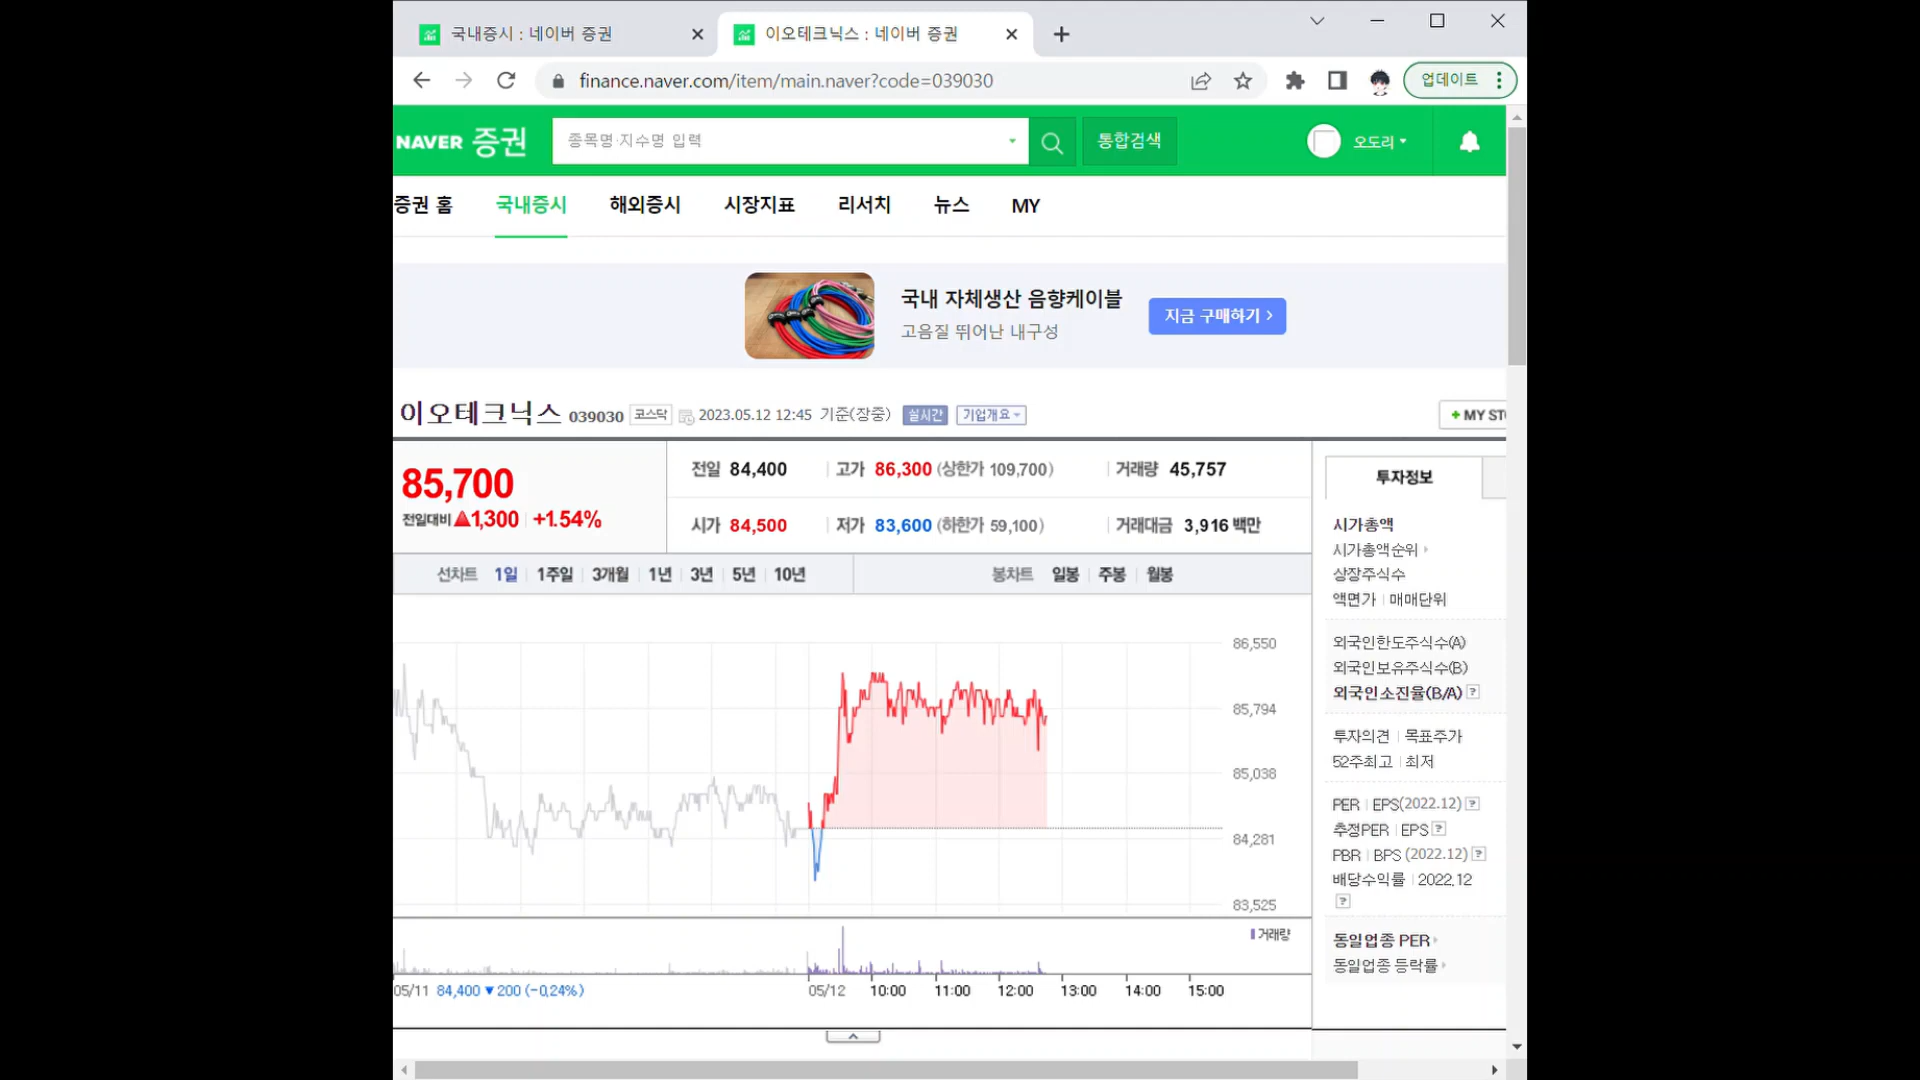 국내증시 : 네이버 증권
이오테크닉스 : 네이버 증권
finance.naver.com/item/main.naver?code=039030
업데이트
NAVER 증권
종목명·지수명 입력
통합검색
오도리
증권 홈 국내증시 해외증시 시장지표 리서치 뉴스 MY
국내 자체생산 음향케이블
고음질 뛰어난 내구성
지금 구매하기 >
이오테크닉스 039030 코스닥 2023.05.12 12:45 기준(장중) 실시간 기업개요
+ MY ST
85,700
전일대비 ▲1,300 +1.54%
전일 84,400 고가 86,300 (상한가 109,700) 거래량 45,757
시가 84,500 저가 83,600 (하한가 59,100) 거래대금 3,916 백만
선차트 1일 1주일 3개월 1년 3년 5년 10년 봉차트 일봉 주봉 월봉
86,550
85,794
85,038
84,281
83,525
거래량
05/11 84,400 ▼ 200 (-0.24%) 05/12 10:00 11:00 12:00 13:00 14:00 15:00
투자정보
시가총액
시가총액순위
상장주식수
액면가 | 매매단위
외국인한도주식수(A)
외국인보유주식수(B)
외국인소진율(B/A) ?
투자의견 | 목표주가
52주최고 | 최저
PER | EPS(2022.12) ?
추정PER | EPS ?
PBR | BPS (2022.12) ?
배당수익률 | 2022.12
?
동일업종 PER
동일업종 등락률